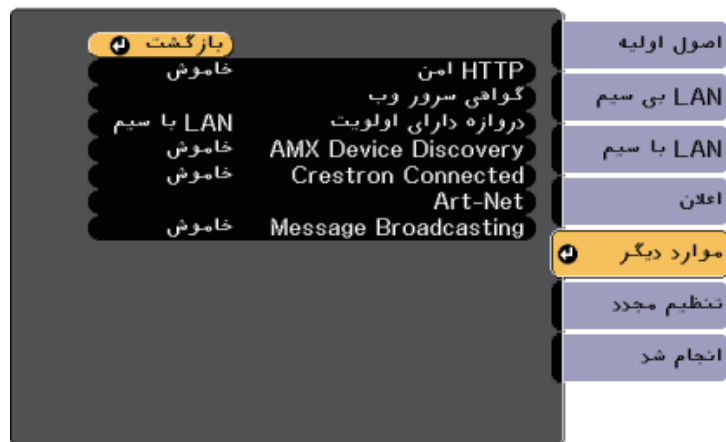 بازگشت
HTTP امن خاموش
گواهی سرور وب
دروازه دارای اولویت LAN با سیم
AMX Device Discovery خاموش
Crestron Connected خاموش
Art-Net
Message Broadcasting خاموش
اصول اولیه
LAN بی سیم
LAN با سیم
اعلان
موارد دیگر
تنظیم مجدد
انجام شد